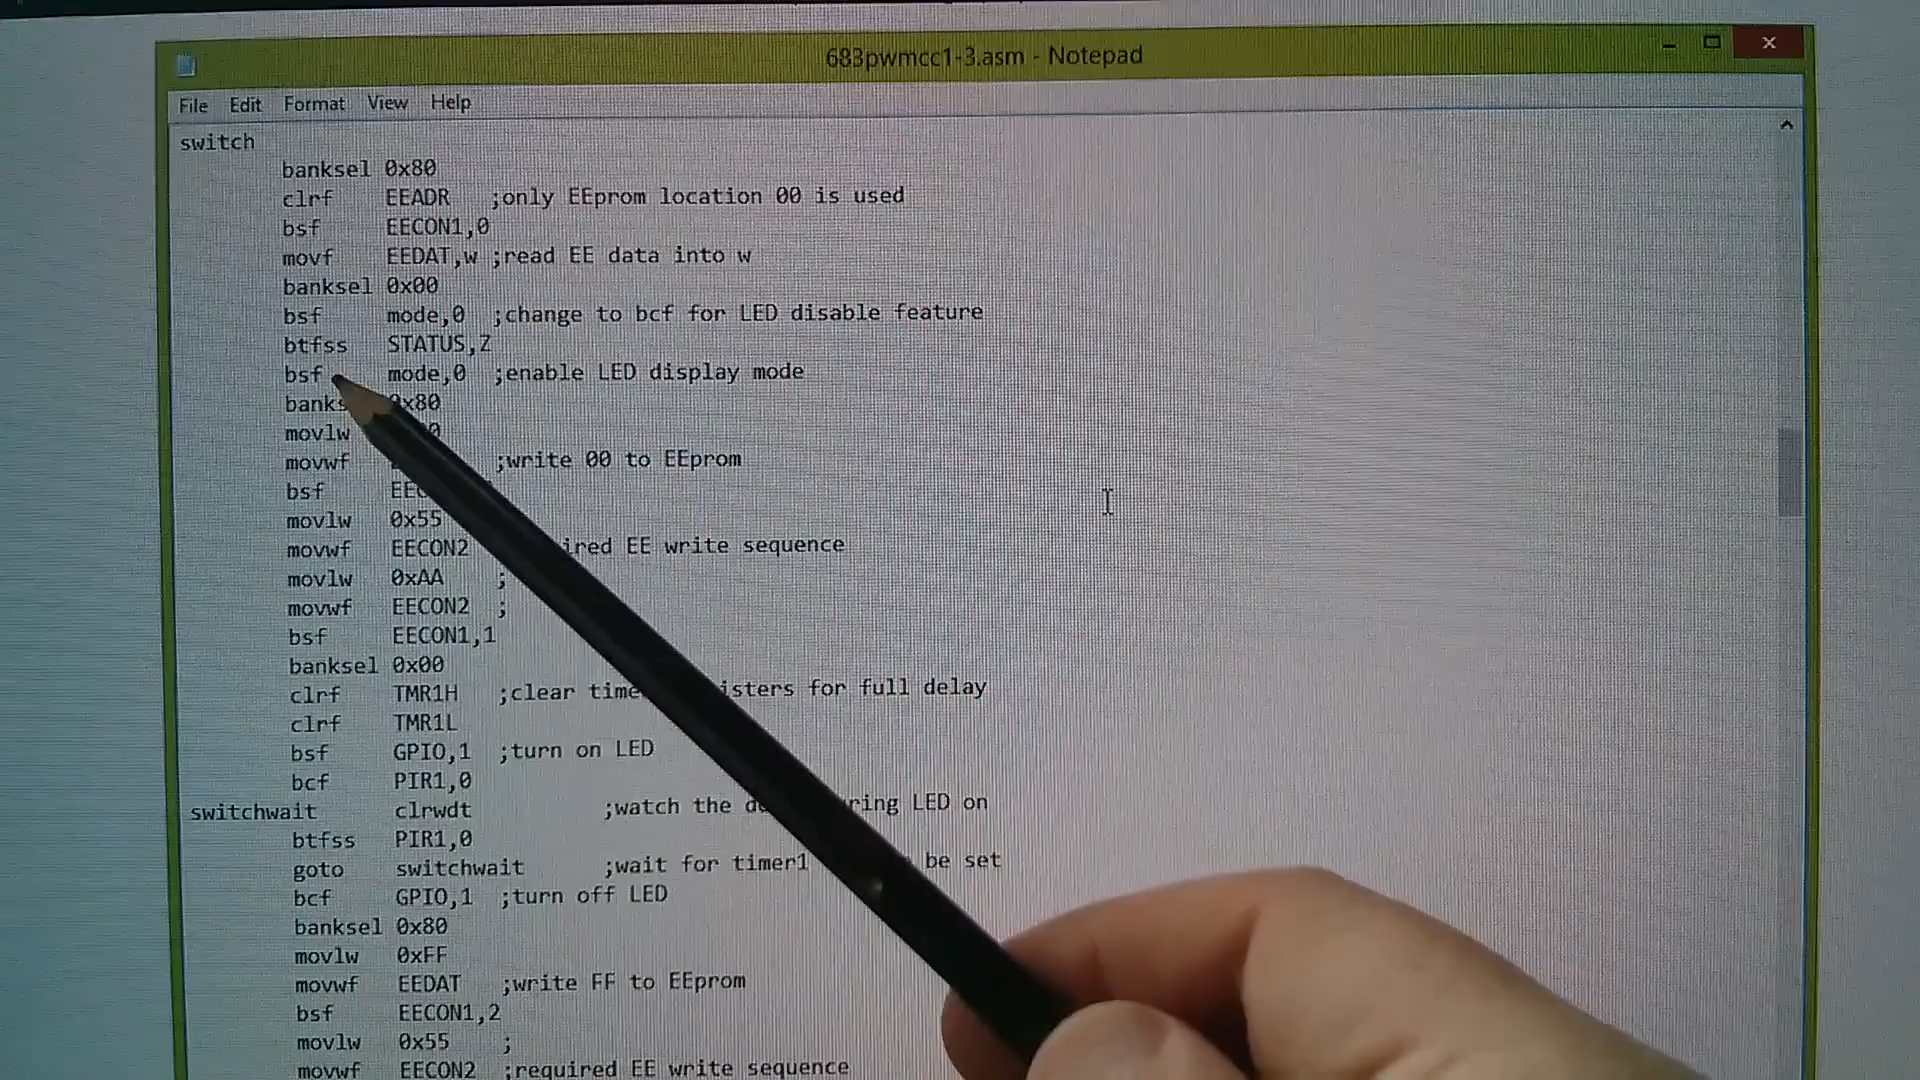 683pwmcc1-3.asm - Notepad
File Edit Format View Help
switch
banksel 0x80
clrf EEADR ;only EEprom location 00 is used
bsf EECON1,0
movf EEDAT,w ;read EE data into w
banksel 0x00
bsf mode,0 ;change to bcf for LED disable feature
btfss STATUS,Z
bsf mode,0 ;enable LED display mode
0x80
movlw
movwf ;write 00 to EEprom
bsf
movlw 0x55
movwf EECON2 EE write sequence
movlw 0xAA ;
movwf EECON2 ;
bsf EECON1,1
banksel 0x00
clrf TMR1H ;clear for full delay
clrf TMR1L
bsf GPIO,1 ;turn on LED
bcf PIR1,0
switchwait clrwdt ;watch the LED on
btfss PIR1,0
goto switchwait ;wait for timer1 be set
bcf GPIO,1 ;turn off LED
banksel 0x80
movlw 0xFF
movwf EEDAT ;write FF to EEprom
bsf EECON1,2
movlw 0x55 ;
movwf EECON2 ;required EE write sequence